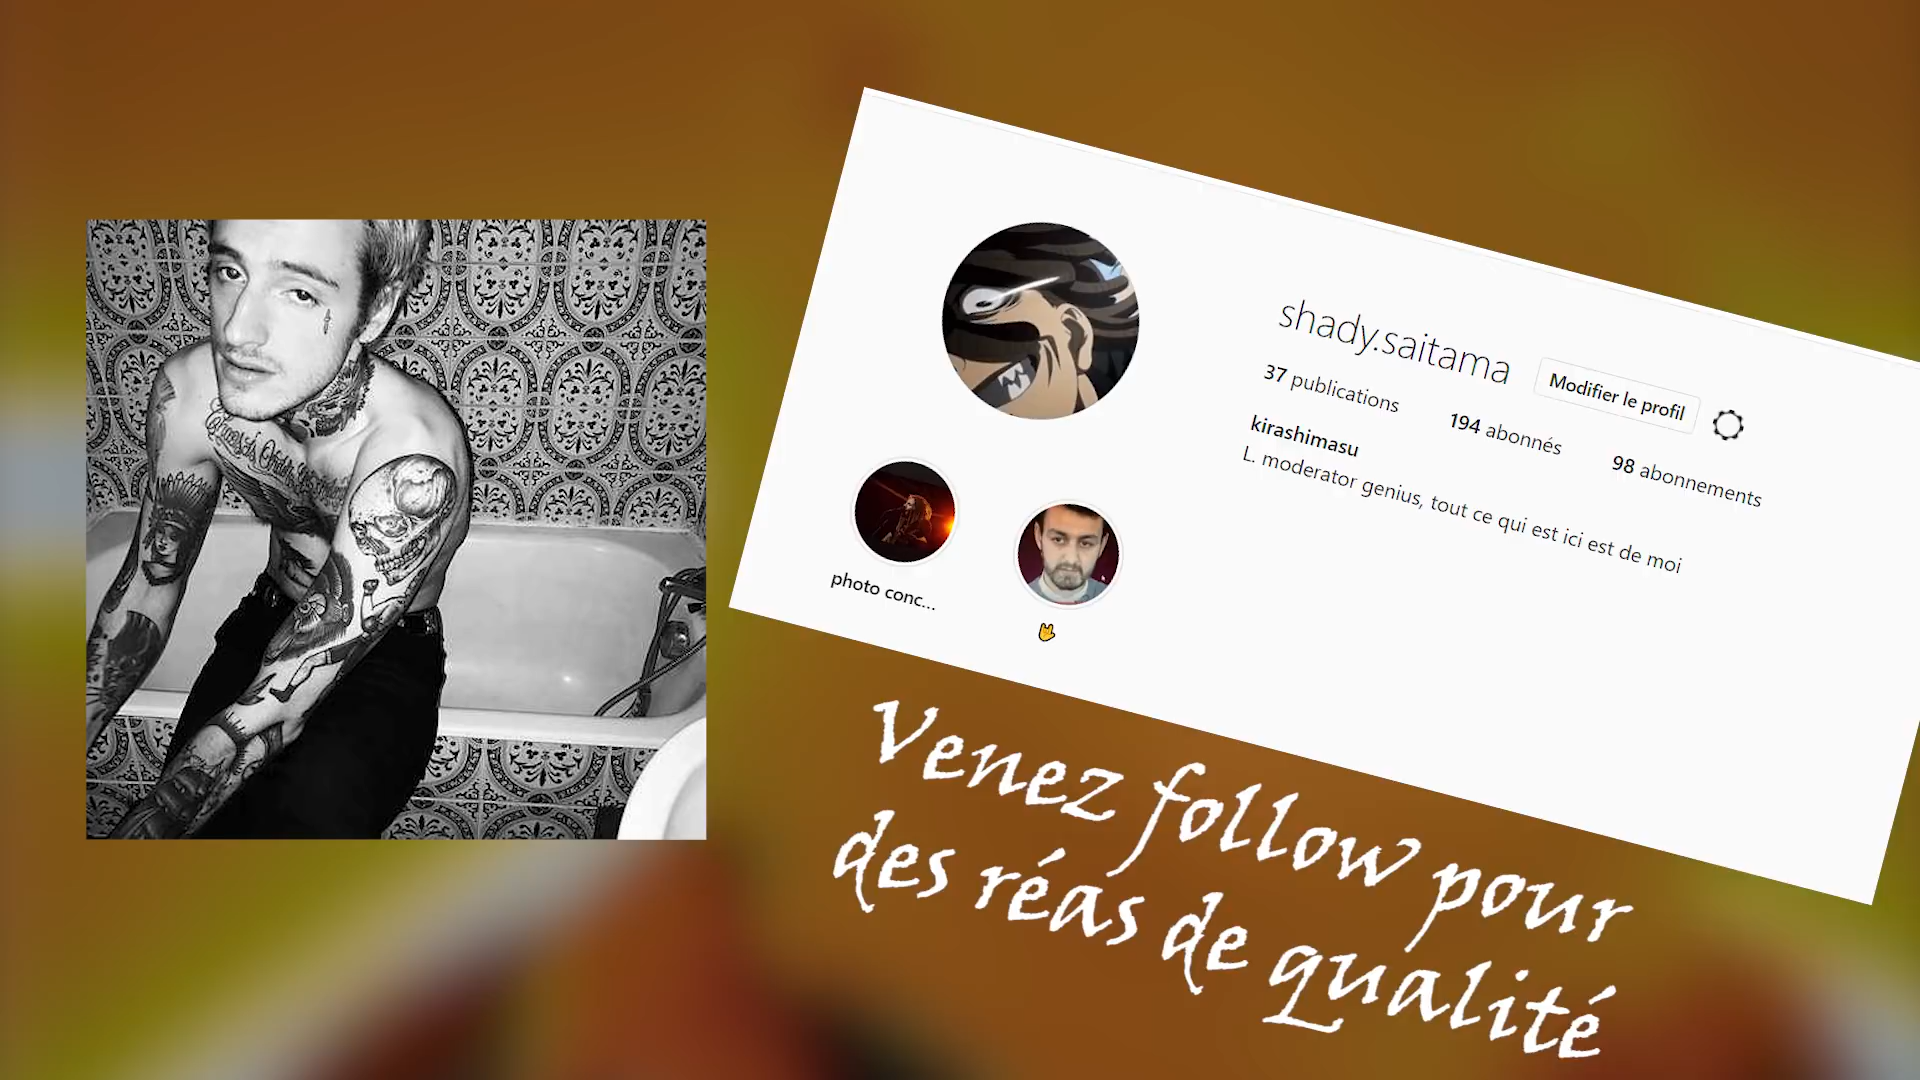 shady.saitama
Modifier le profil
37 publications
194 abonnés
98 abonnements
kirashimasu
L. moderator genius, tout ce qui est ici est de moi
photo conc...
Venez follow pour
des réas de qualité